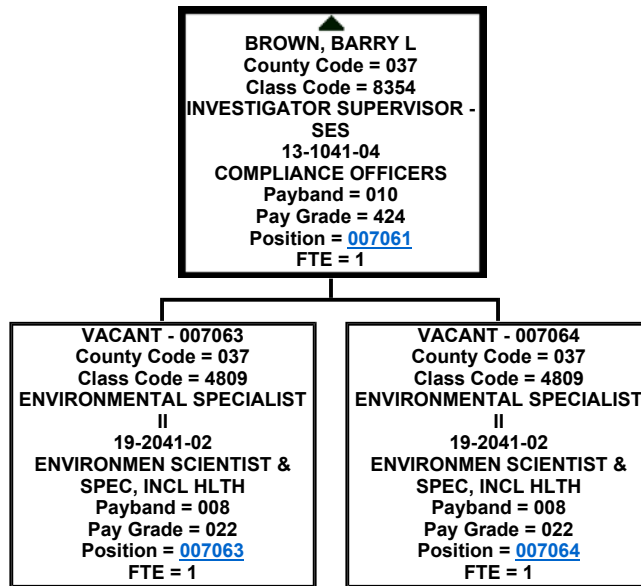 BROWN, BARRY L
County Code = 037
Class Code = 8354
INVESTIGATOR SUPERVISOR -
SES
13-1041-04
COMPLIANCE OFFICERS
Payband = 010
Pay Grade = 424
Position = 007061
FTE = 1
VACANT - 007063
County Code = 037
Class Code = 4809
ENVIRONMENTAL SPECIALIST
II
19-2041-02
ENVIRONMEN SCIENTIST &
SPEC, INCL HLTH
Payband = 008
Pay Grade = 022
Position = 007063
FTE = 1
VACANT - 007064
County Code = 037
Class Code = 4809
ENVIRONMENTAL SPECIALIST
II
19-2041-02
ENVIRONMEN SCIENTIST &
SPEC, INCL HLTH
Payband = 008
Pay Grade = 022
Position = 007064
FTE = 1